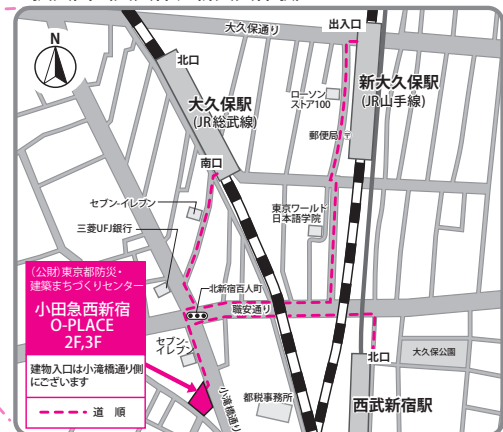 大久保通り
出入口
N
北口
大久保駅
(JR総武線)
ローソン
ストア100
新大久保駅
(JR山手線)
郵便局
南口
セブン-イレブン
東京ワールド
日本語学院
三菱UFJ銀行
(公財)東京都防災・
建築まちづくりセンター
小田急西新宿
O-PLACE
2F,3F
建物入口は小滝橋通り側
にございます
道 順
北新宿百人町
職安通り
セブン-
イレブン
小滝橋通り
都税事務所
北口
大久保公園
西武新宿駅